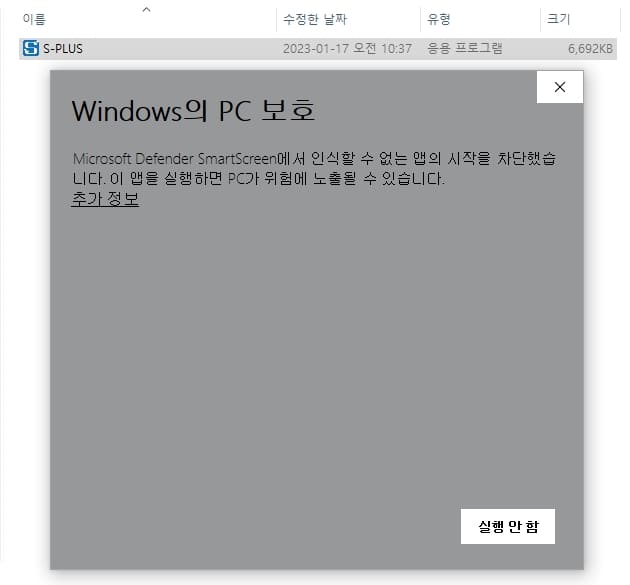 이름 수정한 날짜 유형 크기
S-PLUS 2023-01-17 오전 10:37 응용 프로그램 6,692KB
Windows의 PC 보호
Microsoft Defender SmartScreen에서 인식할 수 없는 앱의 시작을 차단했습
니다. 이 앱을 실행하면 PC가 위험에 노출될 수 있습니다.
추가 정보
실행 안 함